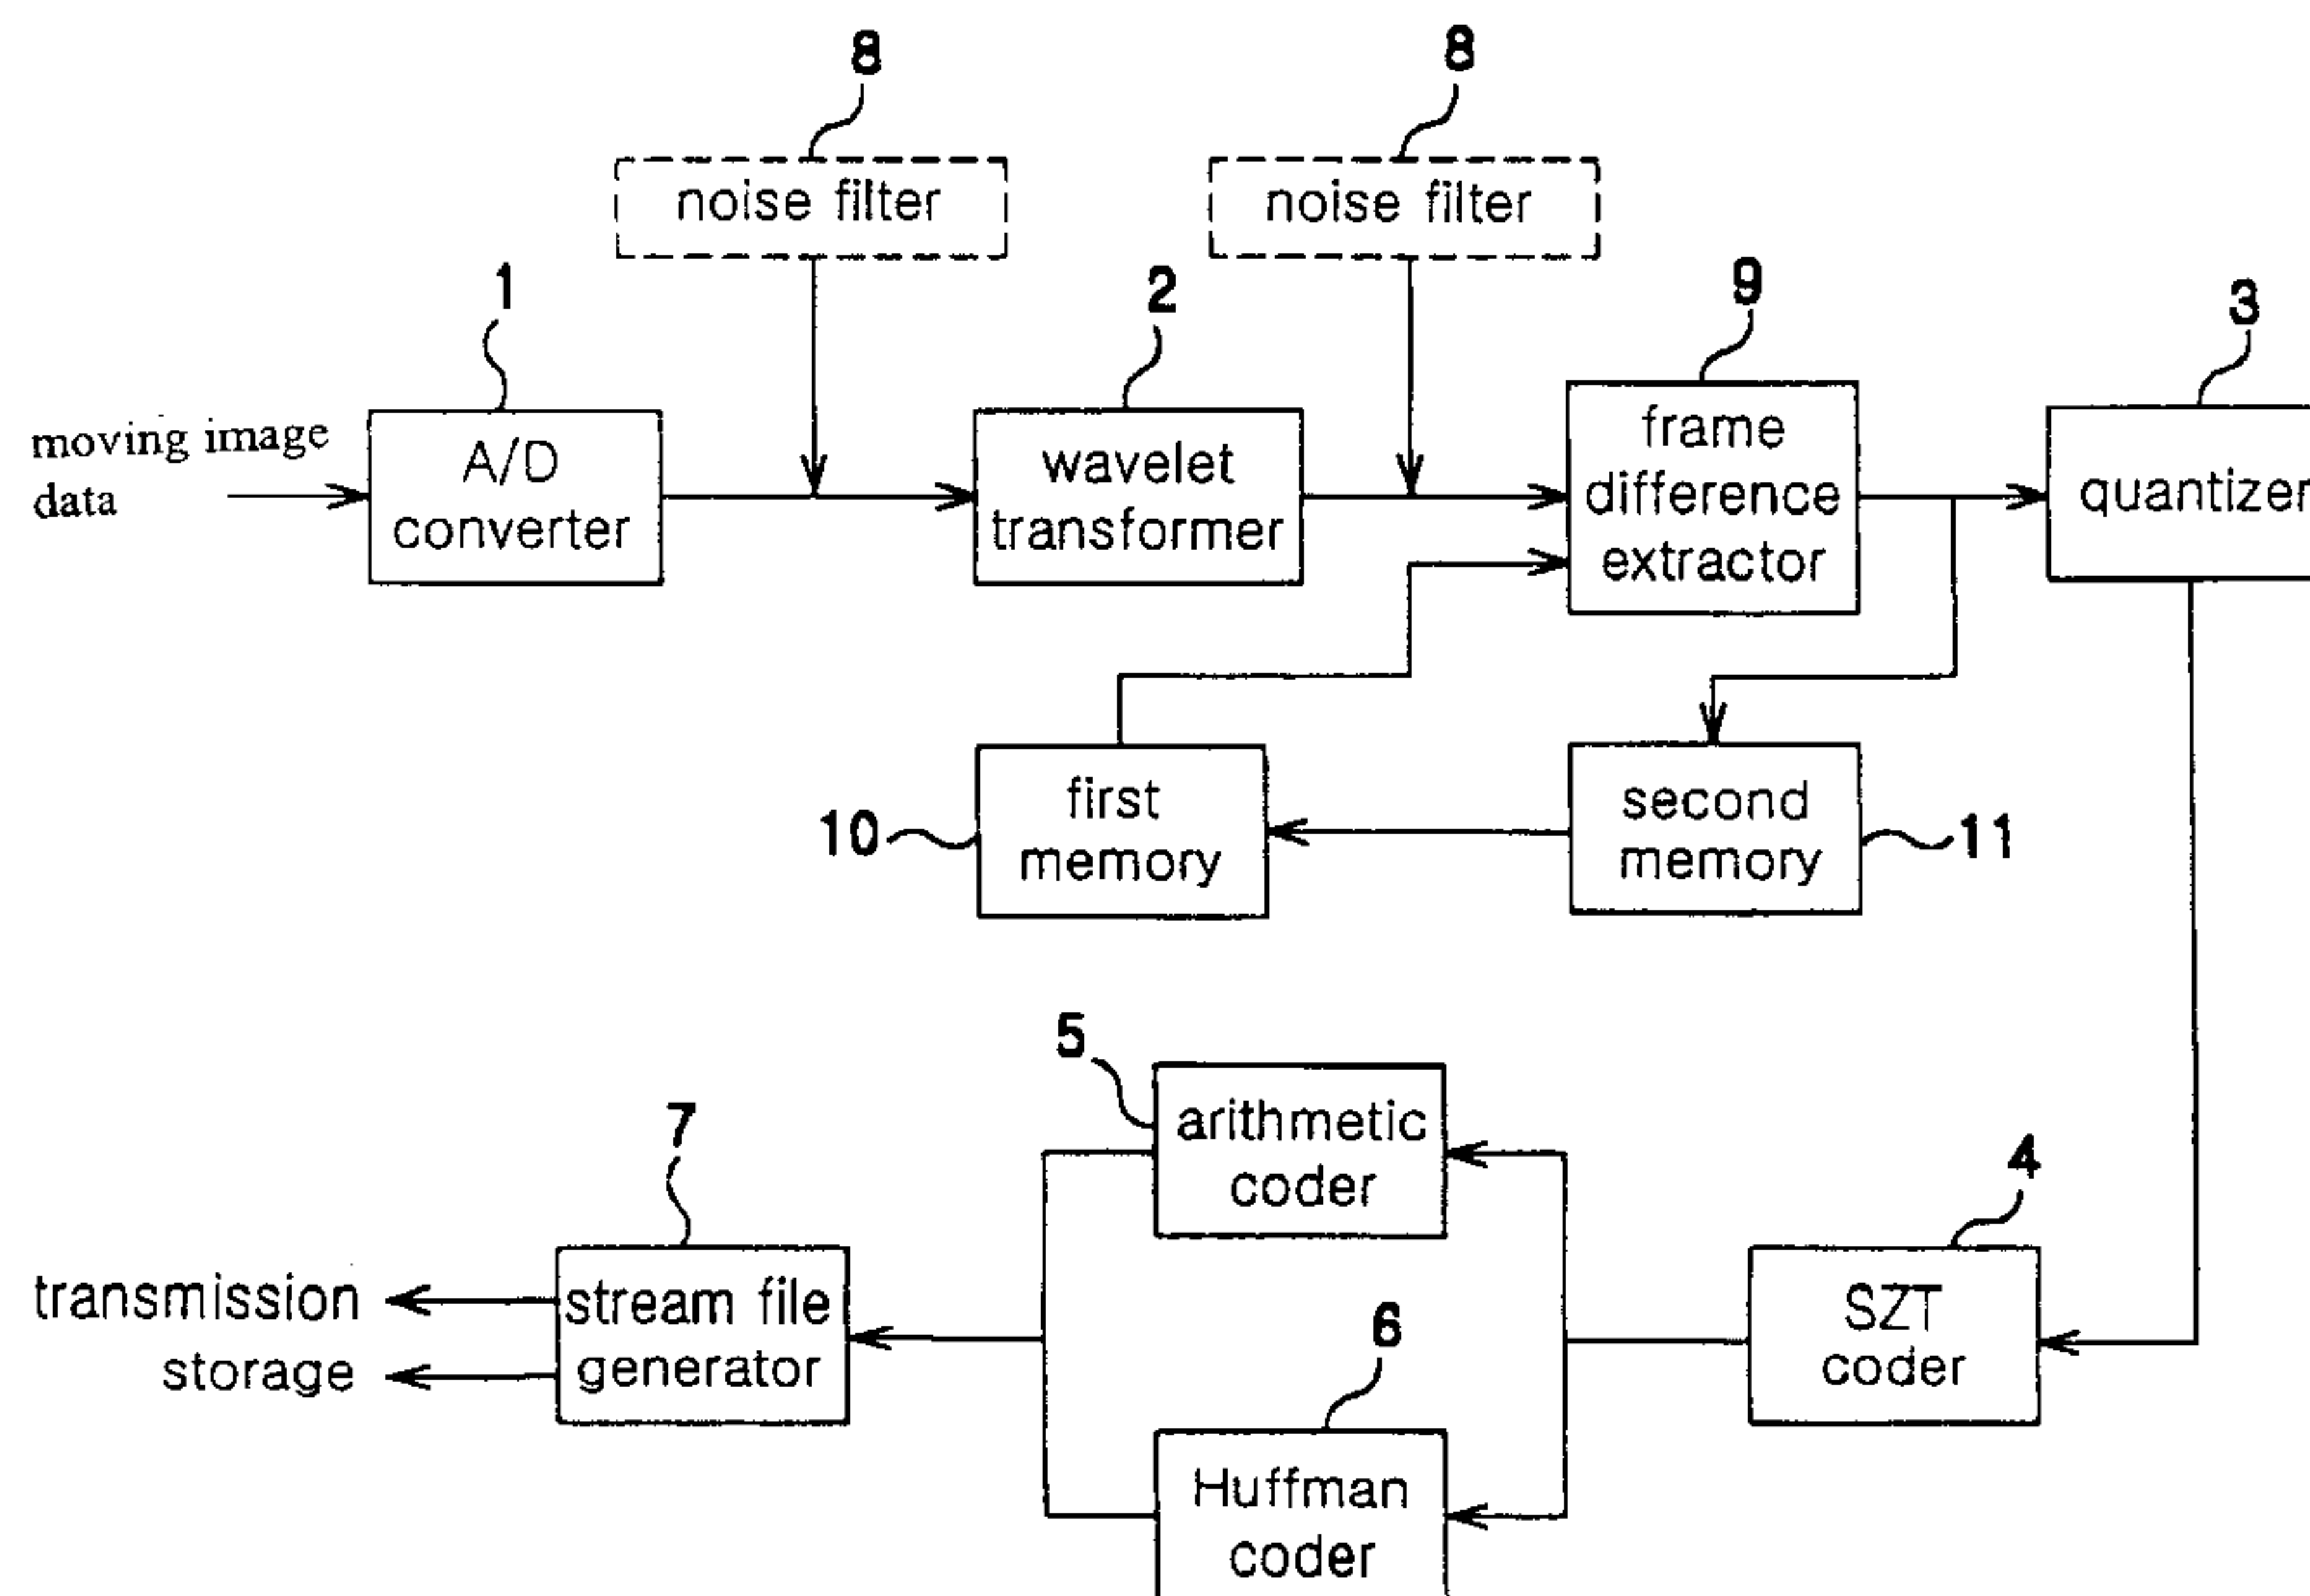 8
8
noise filter
noise filter
1
2
9
3
moving image
data
A/D
converter
wavelet
transformer
frame
difference
extractor
quantizer
first
memory
10
second
memory
11
5
arithmetic
coder
7
4
stream file
generator
transmission
storage
6
SZT
coder
Huffman
coder